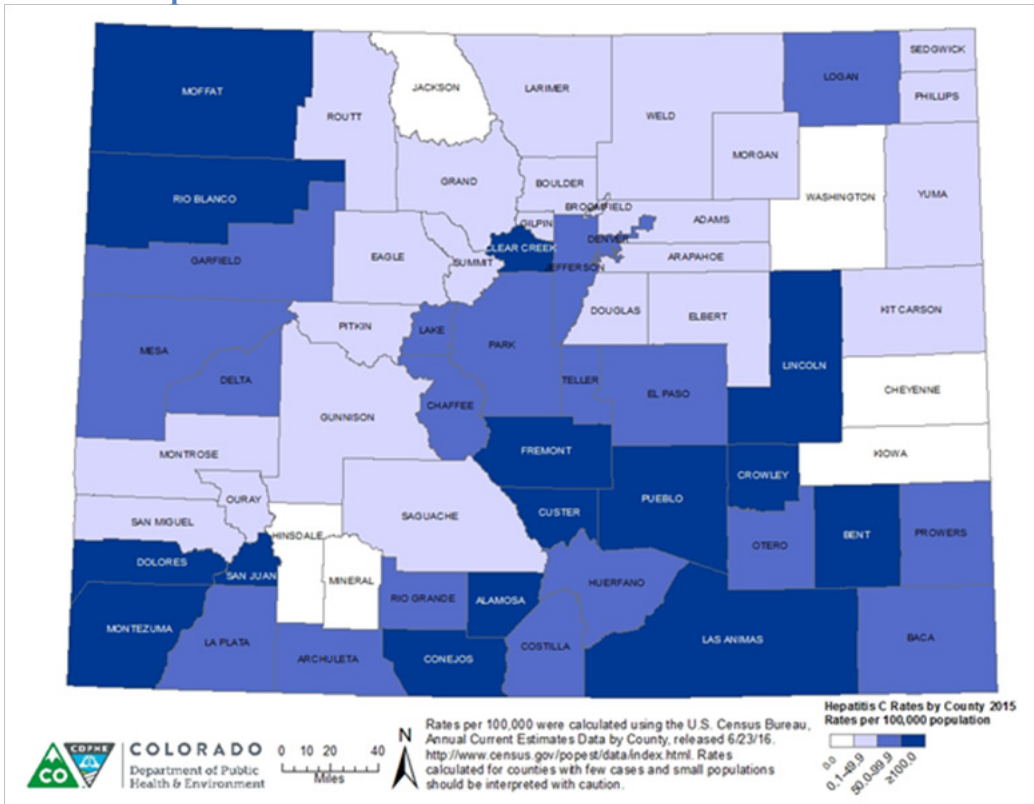 SEDGWICK
LOGAN
MOFFAT
JACKSON
LARIMER
PHILLIPS
ROUTT
WELD
MORGAN
GRAND
BOULDER
RIO BLANCO
WASHINGTON
YUMA
BROOMFIELD
GILPIN
ADAMS
DENVER
CLEAR CREEK
EAGLE
GARFIELD
SUMMIT
JEFFERSON
ARAPAHOE
DOUGLAS
ELBERT
KIT CARSON
PITKIN
LAKE
MESA
PARK
LINCOLN
DELTA
TELLER
CHEYENNE
EL PASO
CHAFFEE
GUNNISON
FREMONT
MONTROSE
KIOWA
CROWLEY
PUEBLO
OURAY
CUSTER
SAGUACHE
SAN MIGUEL
HINSDALE
BENT
PROWERS
OTERO
DOLORES
SAN JUAN
MINERAL
HUERFANO
RIO GRANDE
ALAMOSA
MONTEZUMA
LA PLATA
COSTILLA
LAS ANIMAS
BACA
ARCHULETA
CONEJOS
CO
CDPHE
COLORADO
Department of Public
Health & Environment
0 10 20 40
Miles
N
Rates per 100,000 were calculated using the U.S. Census Bureau,
Annual Current Estimates Data by County, released 6/23/16.
http://www.census.gov/popest/data/index.html. Rates
calculated for counties with few cases and small populations
should be interpreted with caution.
Hepatitis C Rates by County 2015
Rates per 100,000 population
0.0
0.1-49.9
50.0-99.9
≥100.0